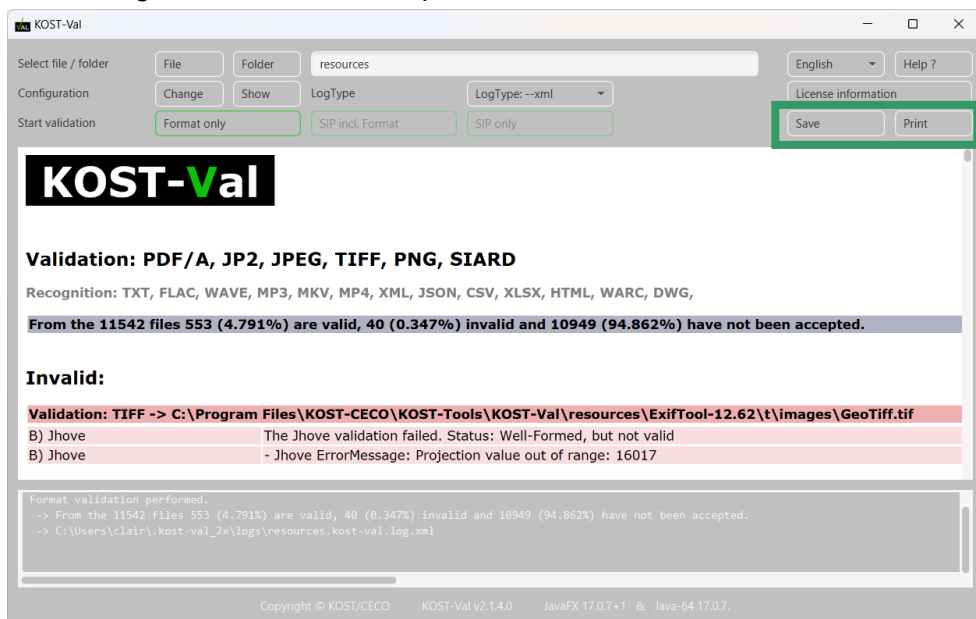 KOST-Val
Select file / folder File Folder resources English Help ?
Configuration Change Show LogType LogType: --xml License information
Start validation Format only SIP incl. Format SIP only Save Print
KOST-Val
Validation: PDF/A, JP2, JPEG, TIFF, PNG, SIARD
Recognition: TXT, FLAC, WAVE, MP3, MKV, MP4, XML, JSON, CSV, XLSX, HTML, WARC, DWG,
From the 11542 files 553 (4.791%) are valid, 40 (0.347%) invalid and 10949 (94.862%) have not been accepted.
Invalid:
Validation: TIFF -> C:\Program Files\KOST-CECO\KOST-Tools\KOST-Val\resources\ExifTool-12.62\t\images\GeoTiff.tif
B) Jhove The Jhove validation failed. Status: Well-Formed, but not valid
B) Jhove - Jhove ErrorMessage: Projection value out of range: 16017
Format validation performed.
-> From the 11542 files 553 (4.791%) are valid, 40 (0.347%) invalid and 10949 (94.862%) have not been accepted.
-> C:\Users\clair\.kost-val_2x\logs\resources.kost-val.log.xml
Copyright © KOST/CECO KOST-Val v2.1.4.0 JavaFX 17.0.7+1 & Java-64 17.0.7.